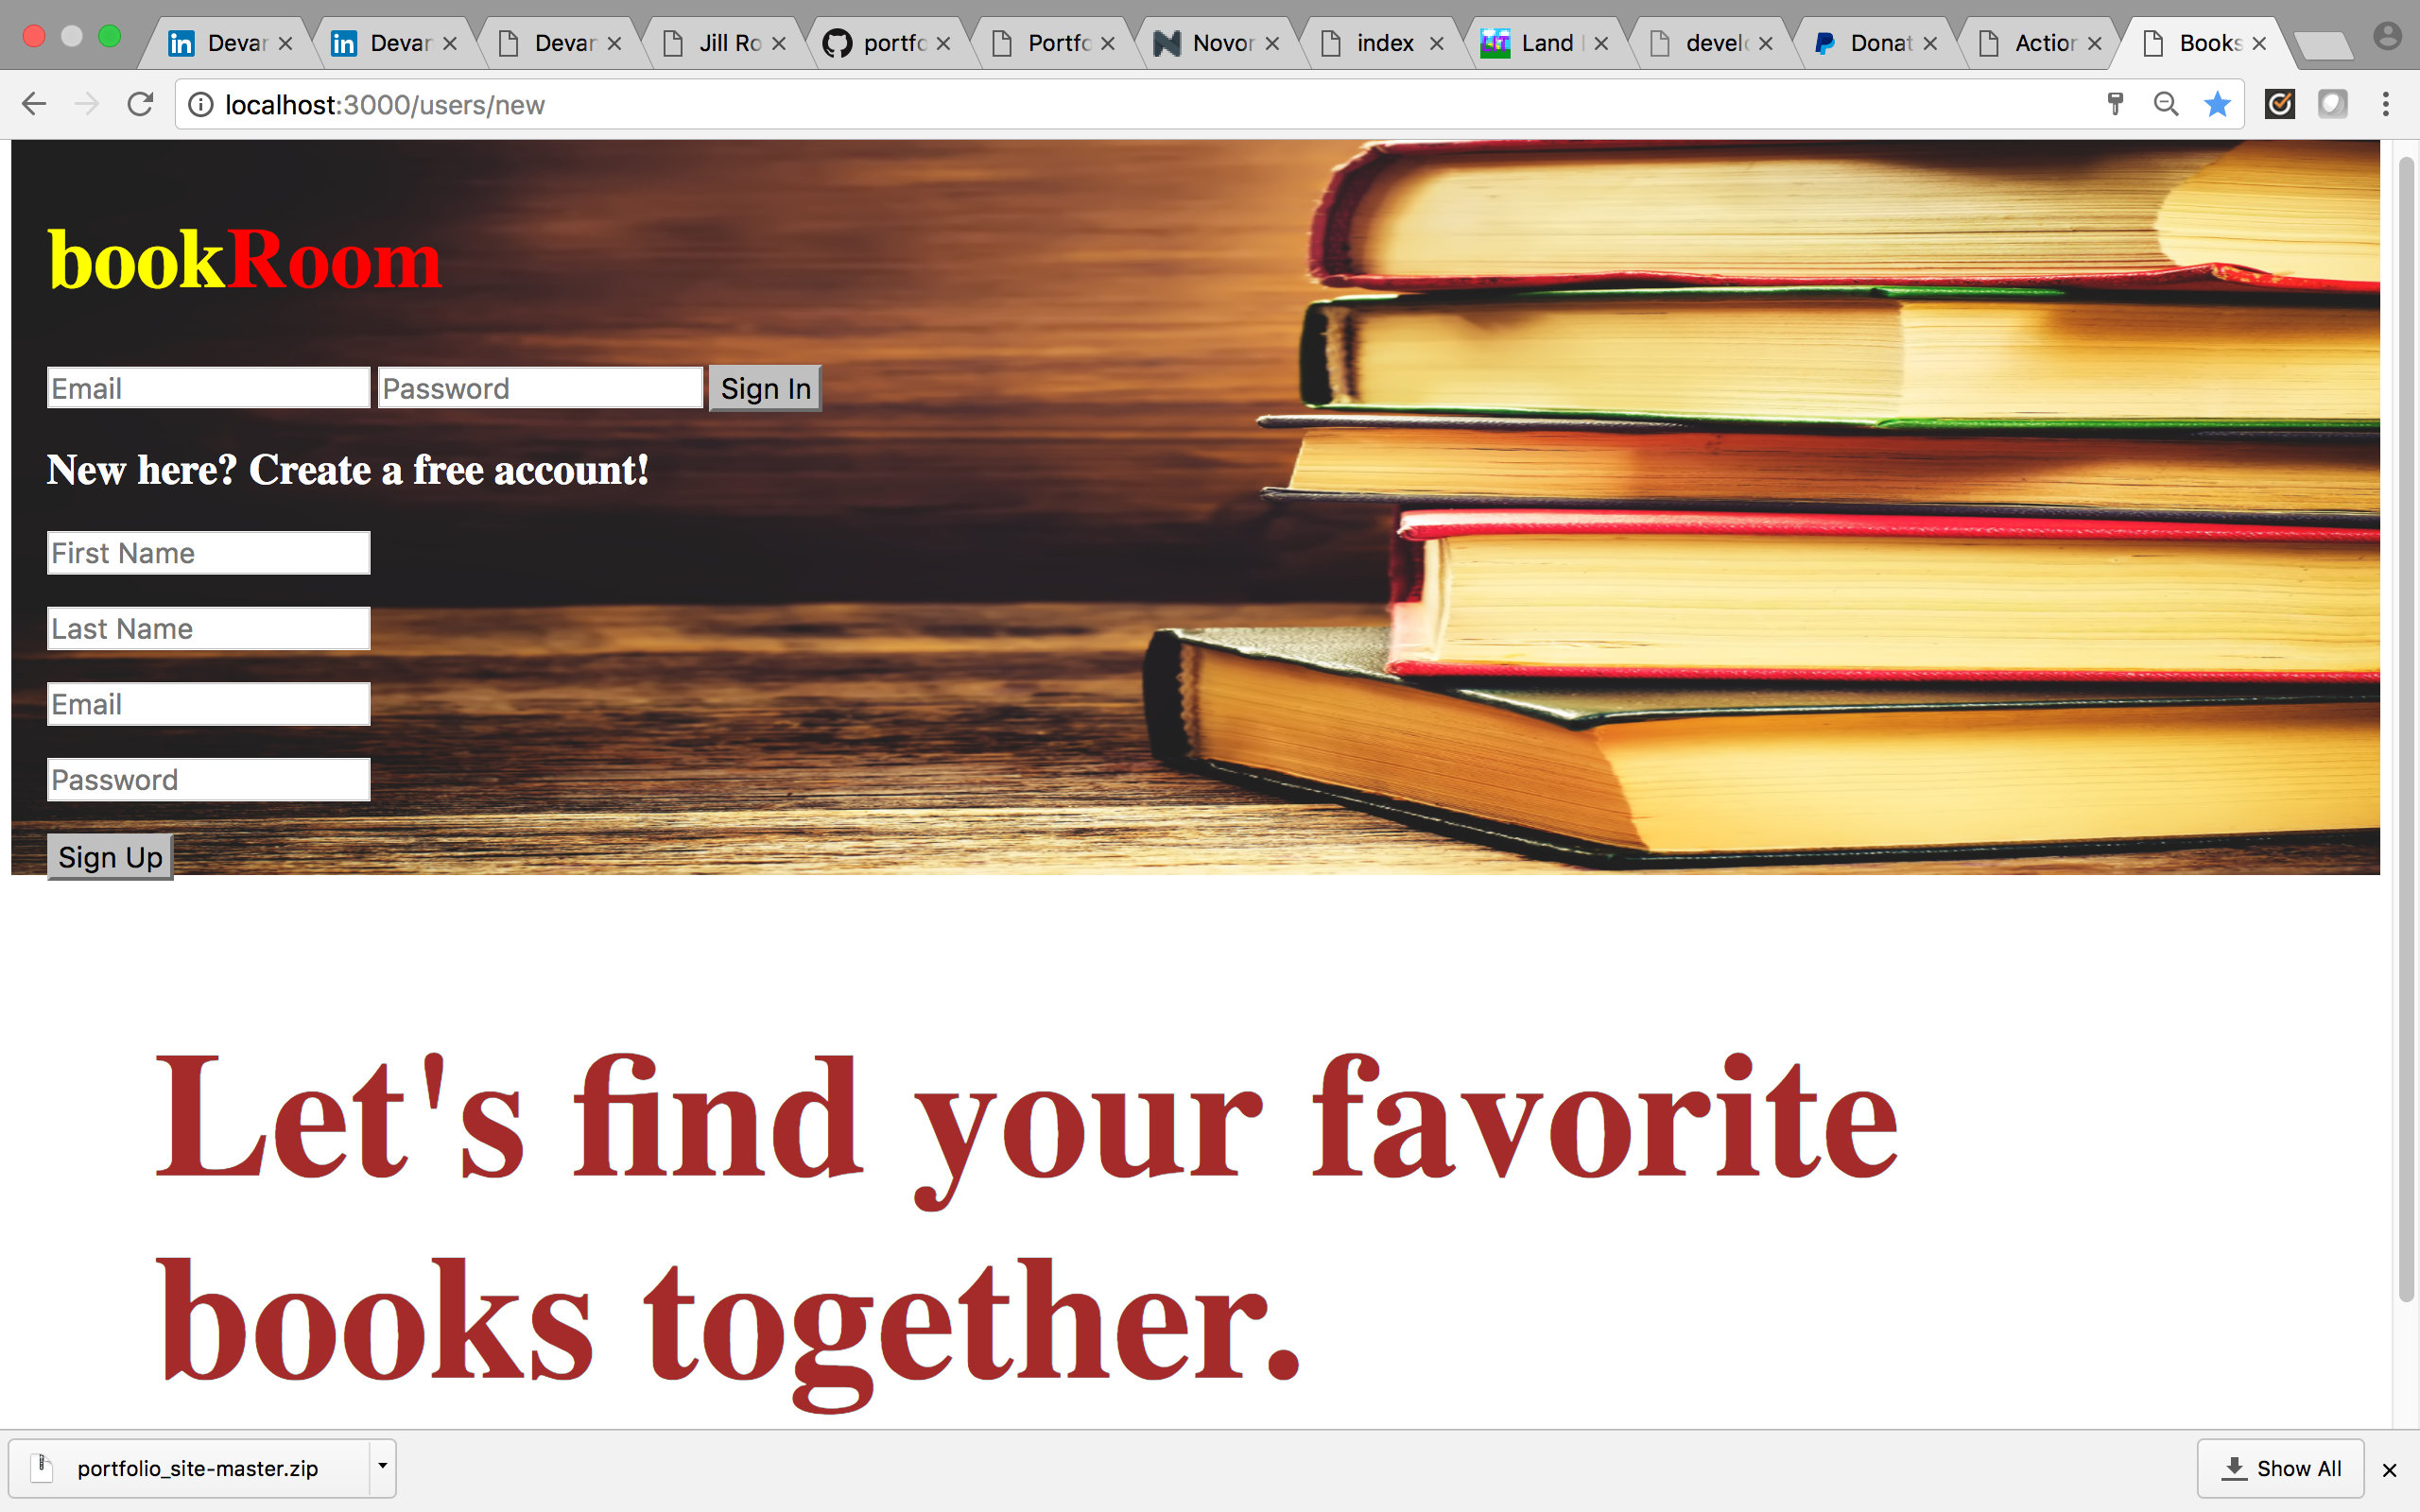 Devar Devar Devar Jill Ro portfo Portfo Novor index Land develo Donat Action Books
localhost:3000/users/new
bookRoom
Email Password Sign In
New here? Create a free account!
First Name
Last Name
Email
Password
Sign Up
Let's find your favorite
books together.
portfolio_site-master.zip Show All